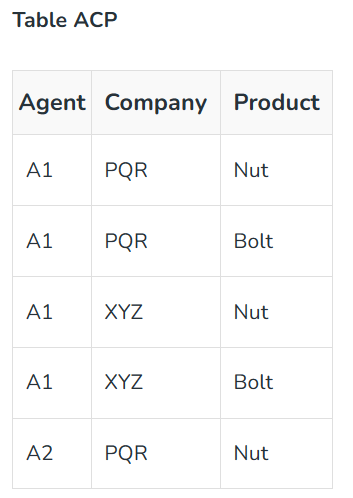 Table ACP
Agent Company Product
A1 PQR Nut
A1 PQR Bolt
A1 XYZ Nut
A1 XYZ Bolt
A2 PQR Nut